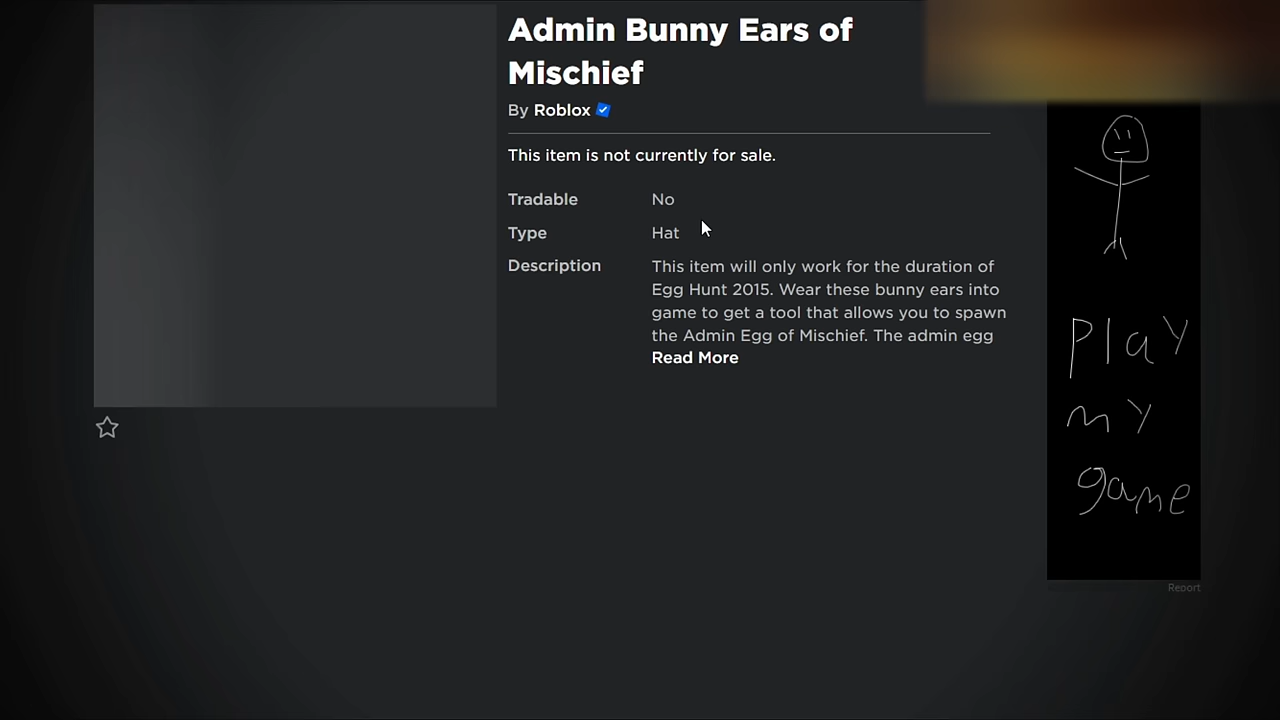 Admin Bunny Ears of
Mischief
By Roblox
This item is not currently for sale.
Tradable No
Type Hat
Description This item will only work for the duration of
Egg Hunt 2015. Wear these bunny ears into
game to get a tool that allows you to spawn
the Admin Egg of Mischief. The admin egg
Read More
Play
my
game
Report